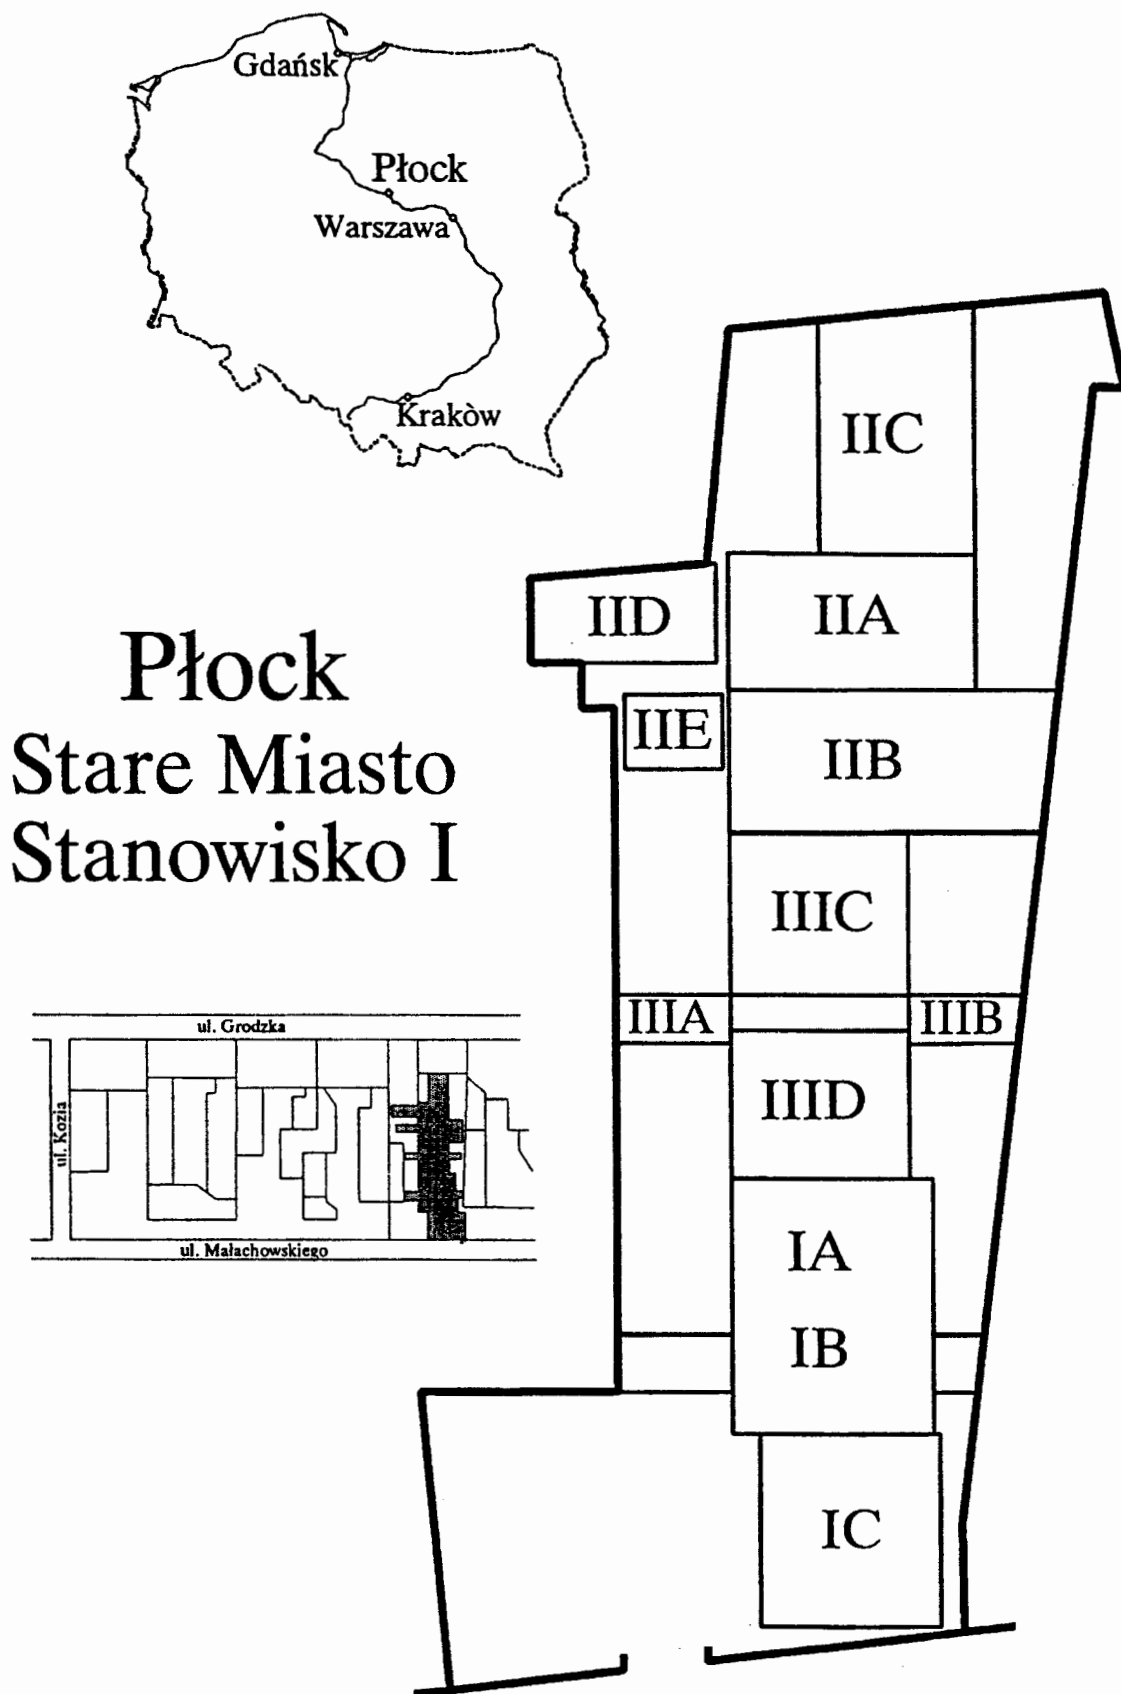 Gdańsk
Płock
Warszawa
Kraków
Płock
Stare Miasto
Stanowisko I
IIC
IID
IIA
IIE
IIB
IIIC
IIIA
IIIB
IIID
IA
IB
IC
ul. Grodzka
ul. Kozia
ul. Małachowskiego